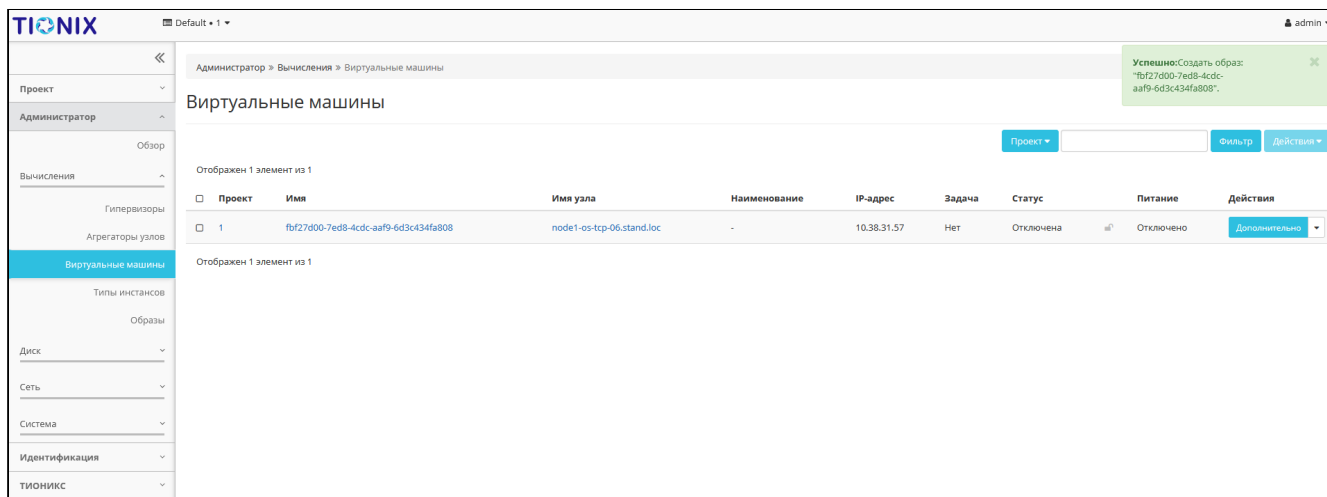 TIONIX
Default • 1
admin
Администратор » Вычисления » Виртуальные машины
Успешно:Создать образ:
"fbf27d00-7ed8-4cdc-
aaf9-6d3c434fa808".
Проект
Администратор
Обзор
Вычисления
Гипервизоры
Агрегаторы узлов
Виртуальные машины
Типы инстансов
Образы
Диск
Сеть
Система
Идентификация
ТИОНИКС
Виртуальные машины
Проект Фильтр Действия
Отображен 1 элемент из 1
Проект Имя Имя узла Наименование IP-адрес Задача Статус Питание Действия
1 fbf27d00-7ed8-4cdc-aaf9-6d3c434fa808 node1-os-tcp-06.stand.loc - 10.38.31.57 Нет Отключена Отключено Дополнительно
Отображен 1 элемент из 1